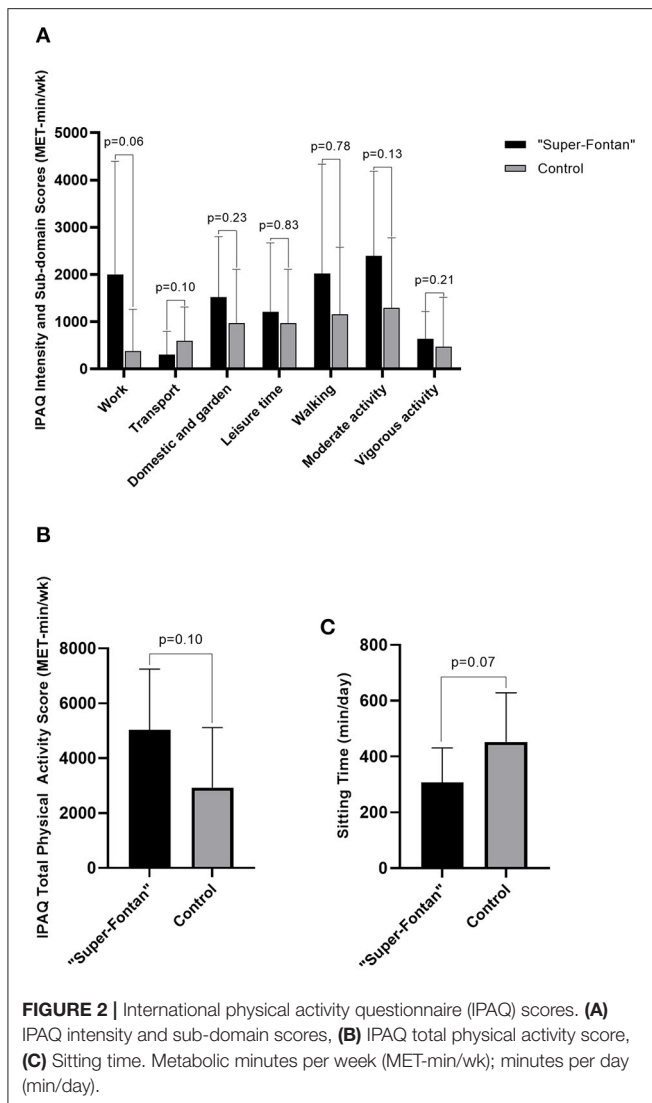 A
IPAQ Intensity and Sub-domain Scores (MET-min/wk)
5000
4000
3000
2000
1000
0
p=0.06
p=0.10
p=0.23
p=0.83
p=0.78
p=0.13
p=0.21
"Super-Fontan"
Control
Work
Transport
Domestic and garden
Leisure time
Walking
Moderate activity
Vigorous activity
B
IPAQ Total Physical Activity Score (MET-min/wk)
8000
6000
4000
2000
0
p=0.10
"Super-Fontan"
Control
C
Sitting Time (min/day)
800
600
400
200
0
p=0.07
"Super-Fontan"
Control
FIGURE 2 | International physical activity questionnaire (IPAQ) scores. (A)
IPAQ intensity and sub-domain scores, (B) IPAQ total physical activity score,
(C) Sitting time. Metabolic minutes per week (MET-min/wk); minutes per day
(min/day).